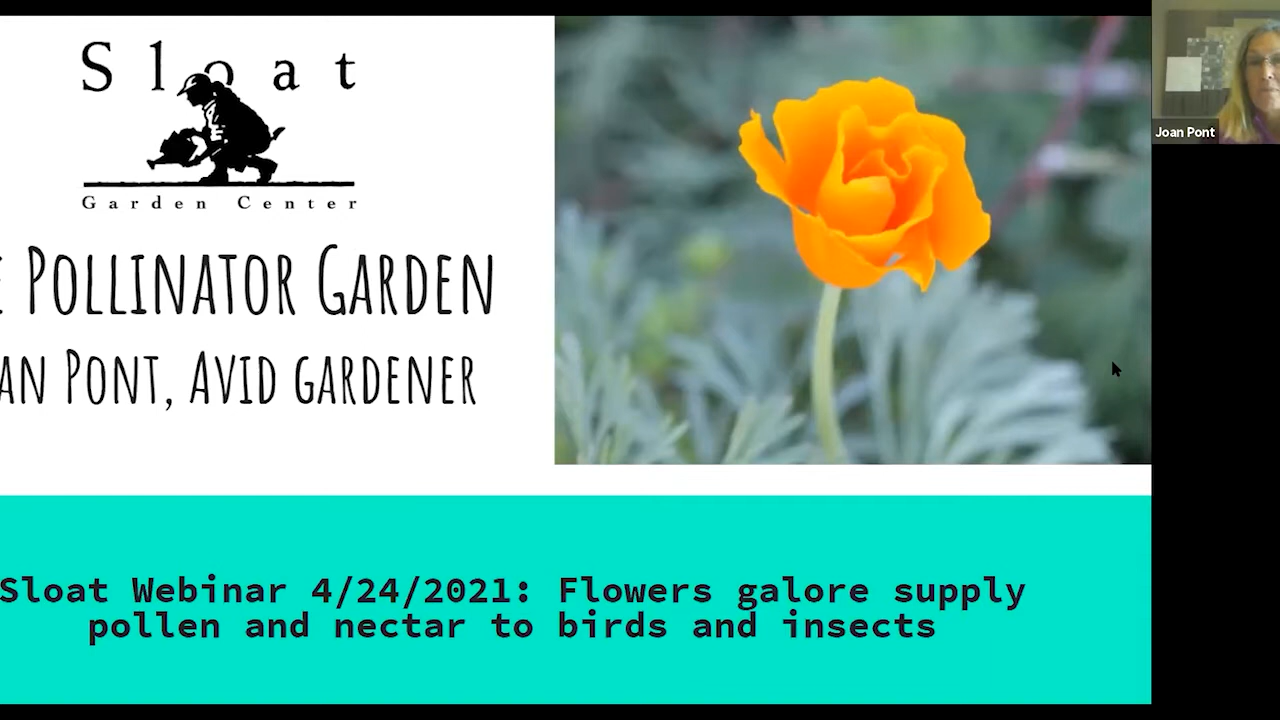 Sloat
Garden Center
E POLLINATOR GARDEN
AN PONT, AVID GARDENER
Sloat Webinar 4/24/2021: Flowers galore supply
pollen and nectar to birds and insects
Joan Pont